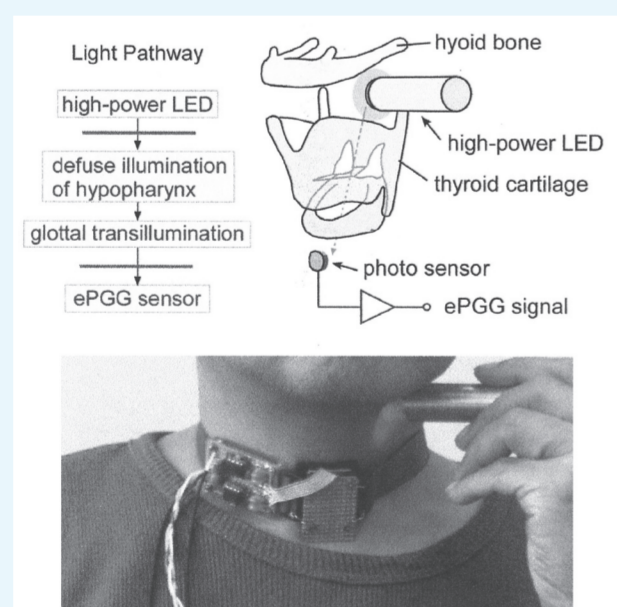 Light Pathway
high-power LED
defuse illumination
of hypopharynx
glottal transillumination
ePGG sensor
hyoid bone
high-power LED
thyroid cartilage
photo sensor
ePGG signal